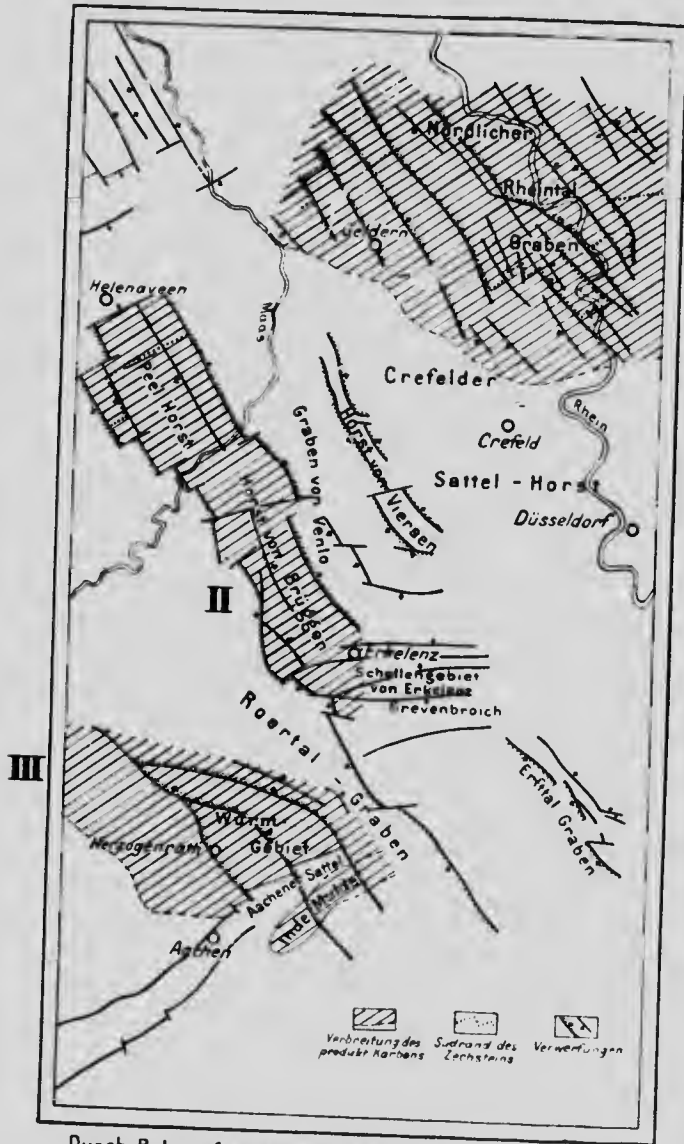 Nördlicher
Rheintal
Graben
Geldern
Helenaveen
Maas
Peel Horst
Crefelder
Crefeld
Rhein
Sattel - Horst
Düsseldorf
Graben von Venlo
Horst von Viersen
Horst von Brüggen
II
Erkelenz
Schollengebiet
von Erkelenz
Grevenbroich
Roertal - Graben
III
Erfttal Graben
Wurm-
Gebiet
Herzogenrath
Aachener Sattel
Inde Mulde
Aachen
Verbreitung des
produkt Karbons
Südrand des
Zechsteins
Verwerfungen